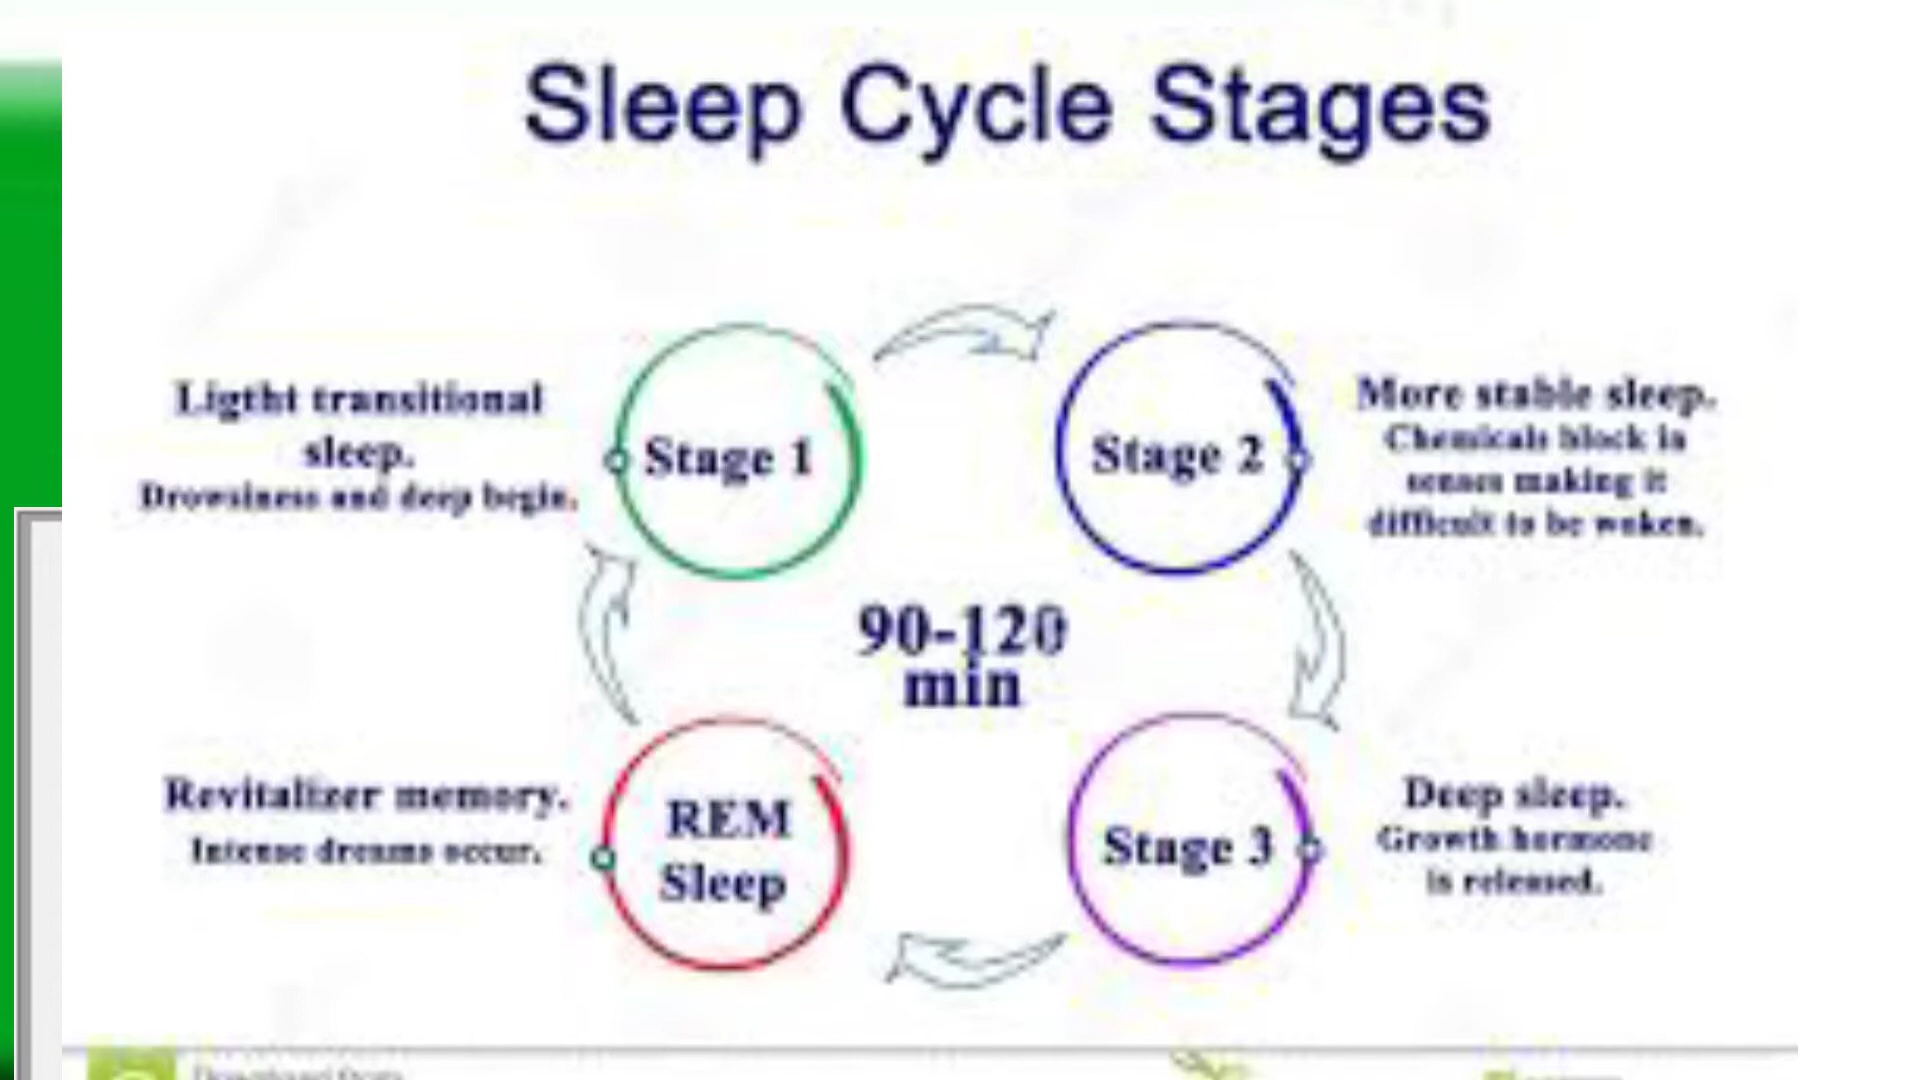 Sleep Cycle Stages
Ligtht transitional
sleep.
Drowsiness and deep begin.
Stage 1
Stage 2
More stable sleep.
Chemicals block in
senses making it
difficult to be woken.
90-120
min
Revitalizer memory.
Intense dreams occur.
REM
Sleep
Stage 3
Deep sleep.
Growth hormone
is released.